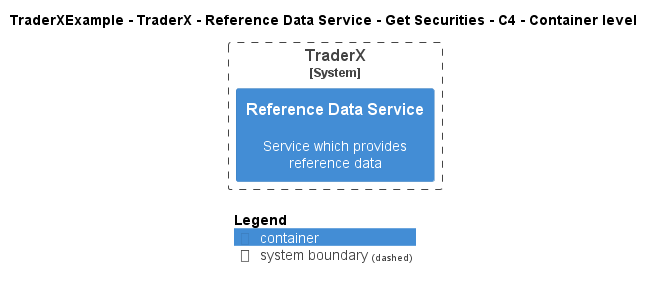 TraderXExample - TraderX - Reference Data Service - Get Securities - C4 - Container level
TraderX
[System]
Reference Data Service
Service which provides
reference data
Legend
container
system boundary (dashed)